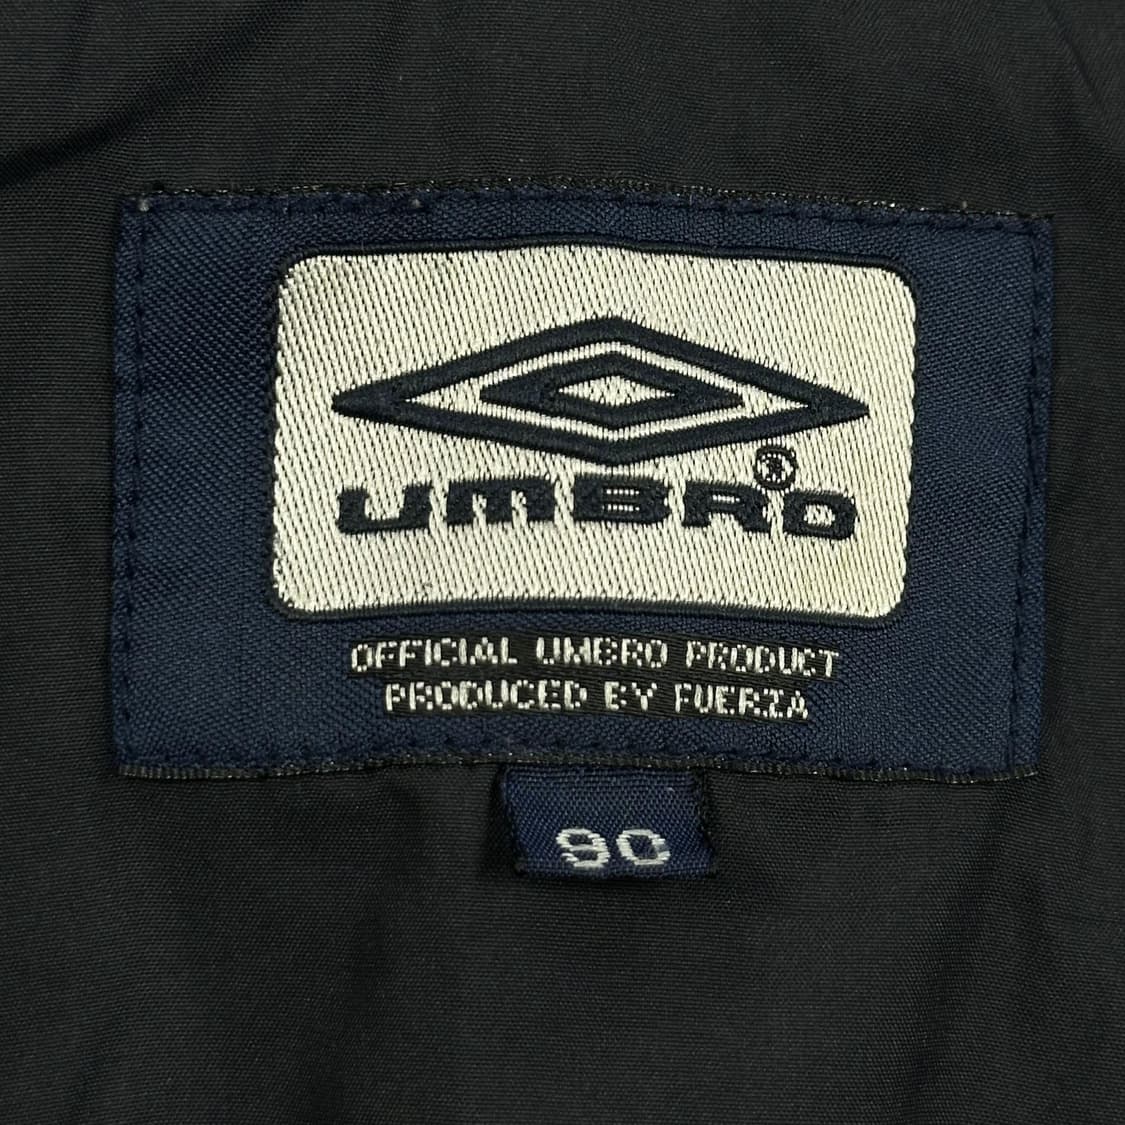 UMBRO®
OFFICIAL UMBRO PRODUCT
PRODUCED BY FUERZA
90